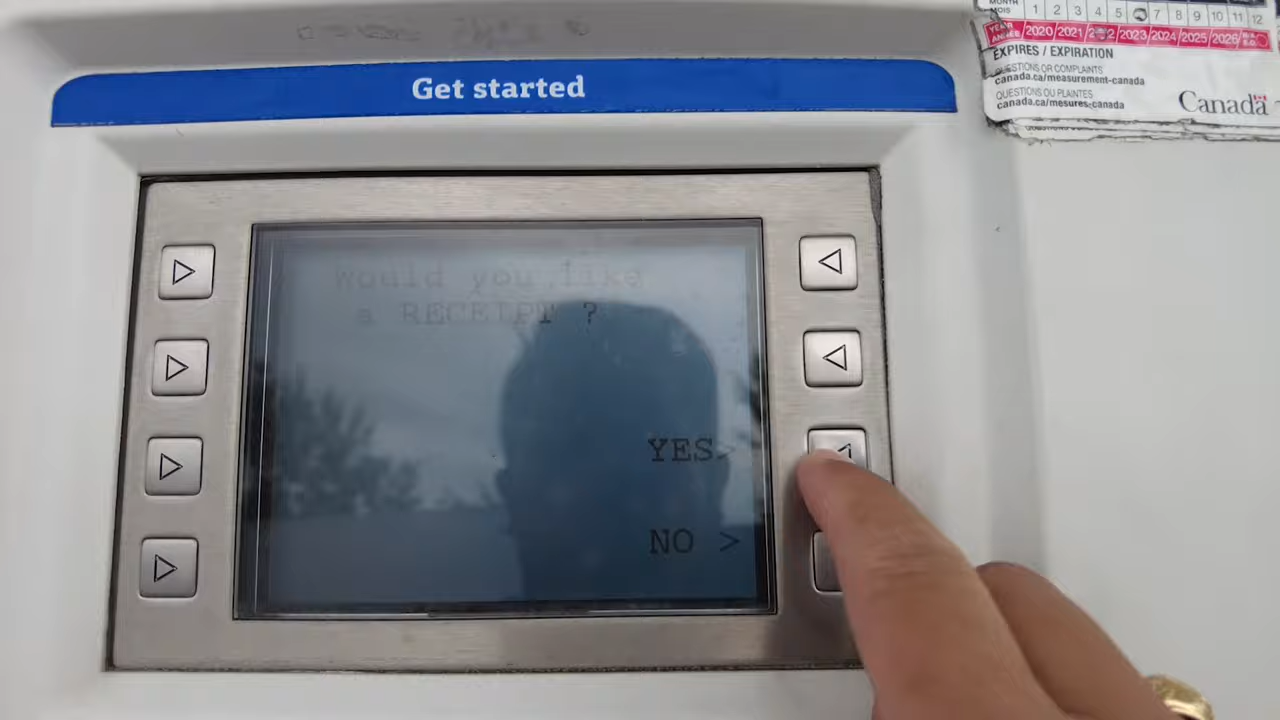 Get started
MONTH
MOIS
1 2 3 4 5 7 8 9 10 11 12
YEAR
ANNÉE
2020 2021 2023 2024 2025 2026
EXPIRES / EXPIRATION
QUESTIONS OR COMPLAINTS
canada.ca/measurement-canada
QUESTIONS OU PLAINTES
canada.ca/mesures-canada
Canada
Would you like
a RECEIPT ?
YES>
NO >